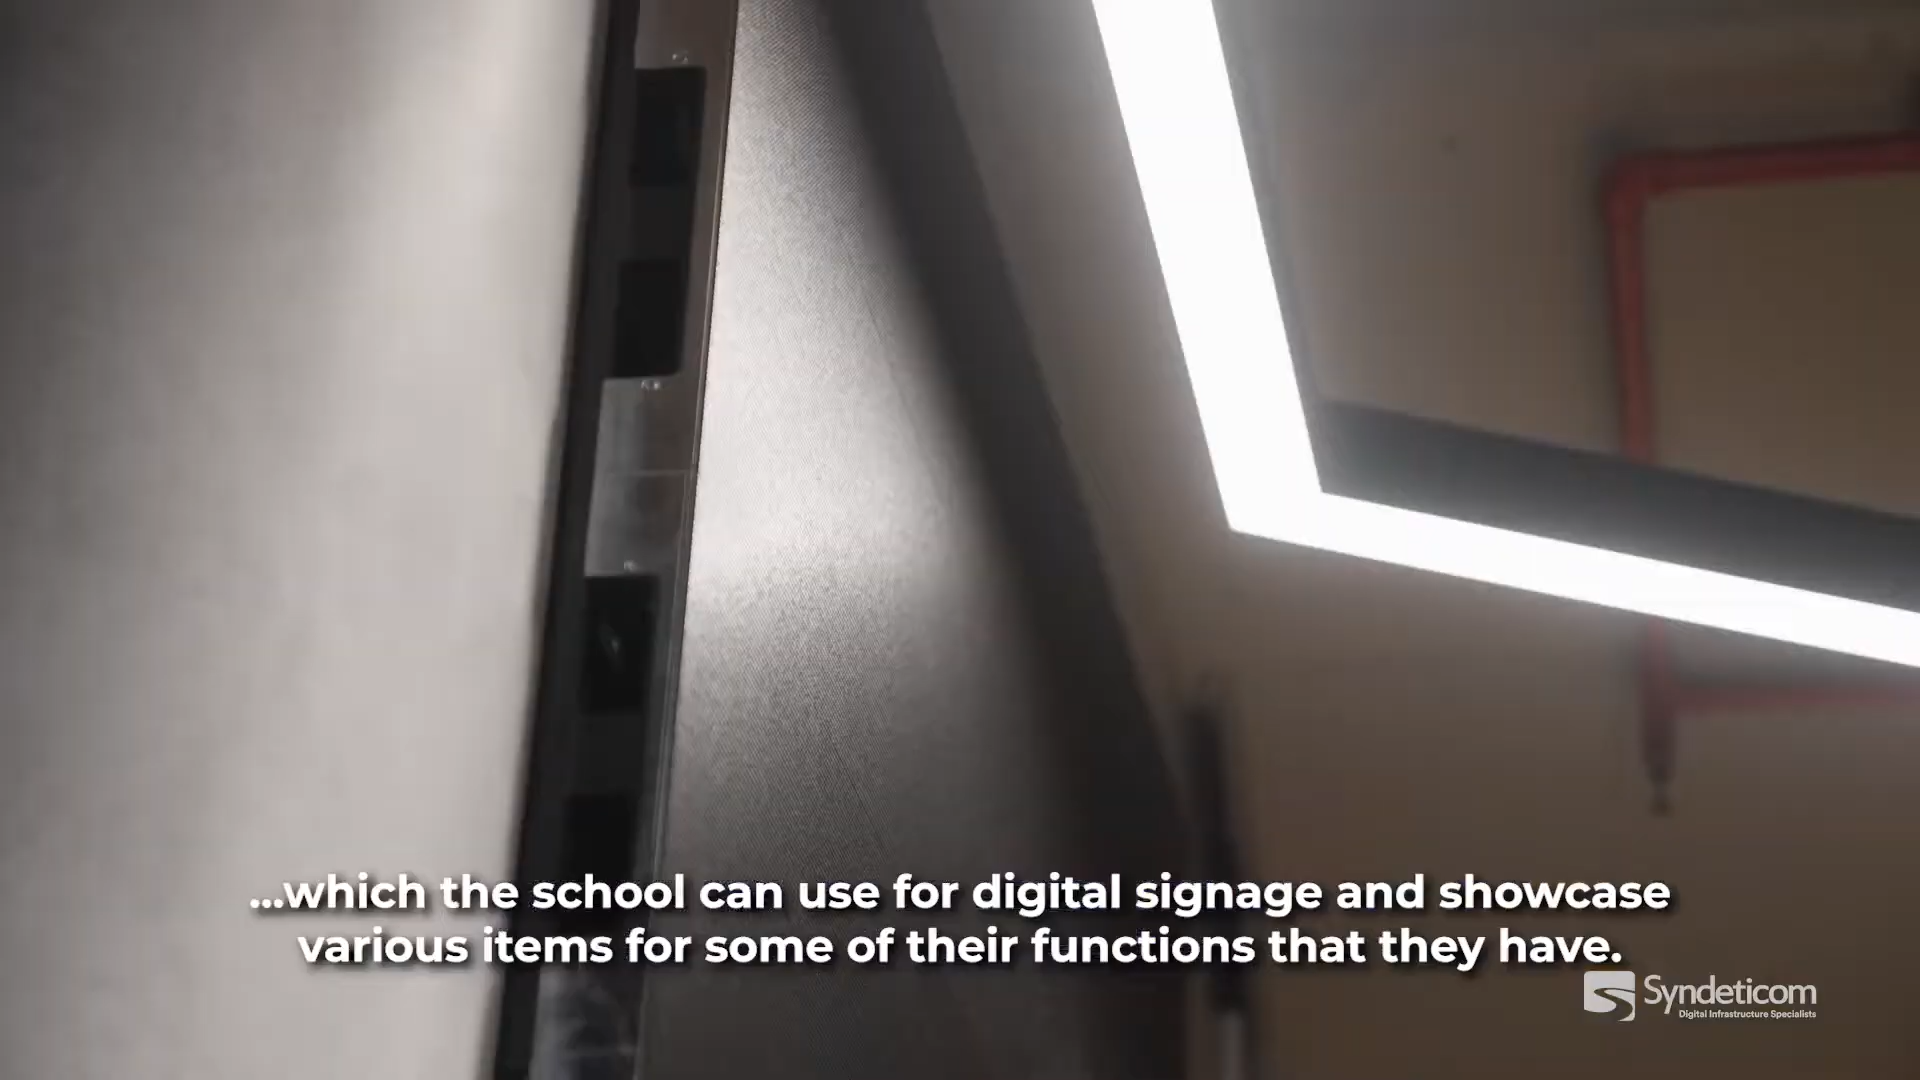 ...which the school can use for digital signage and showcase
various items for some of their functions that they have.
Syndeticom
Digital Infrastructure Specialists